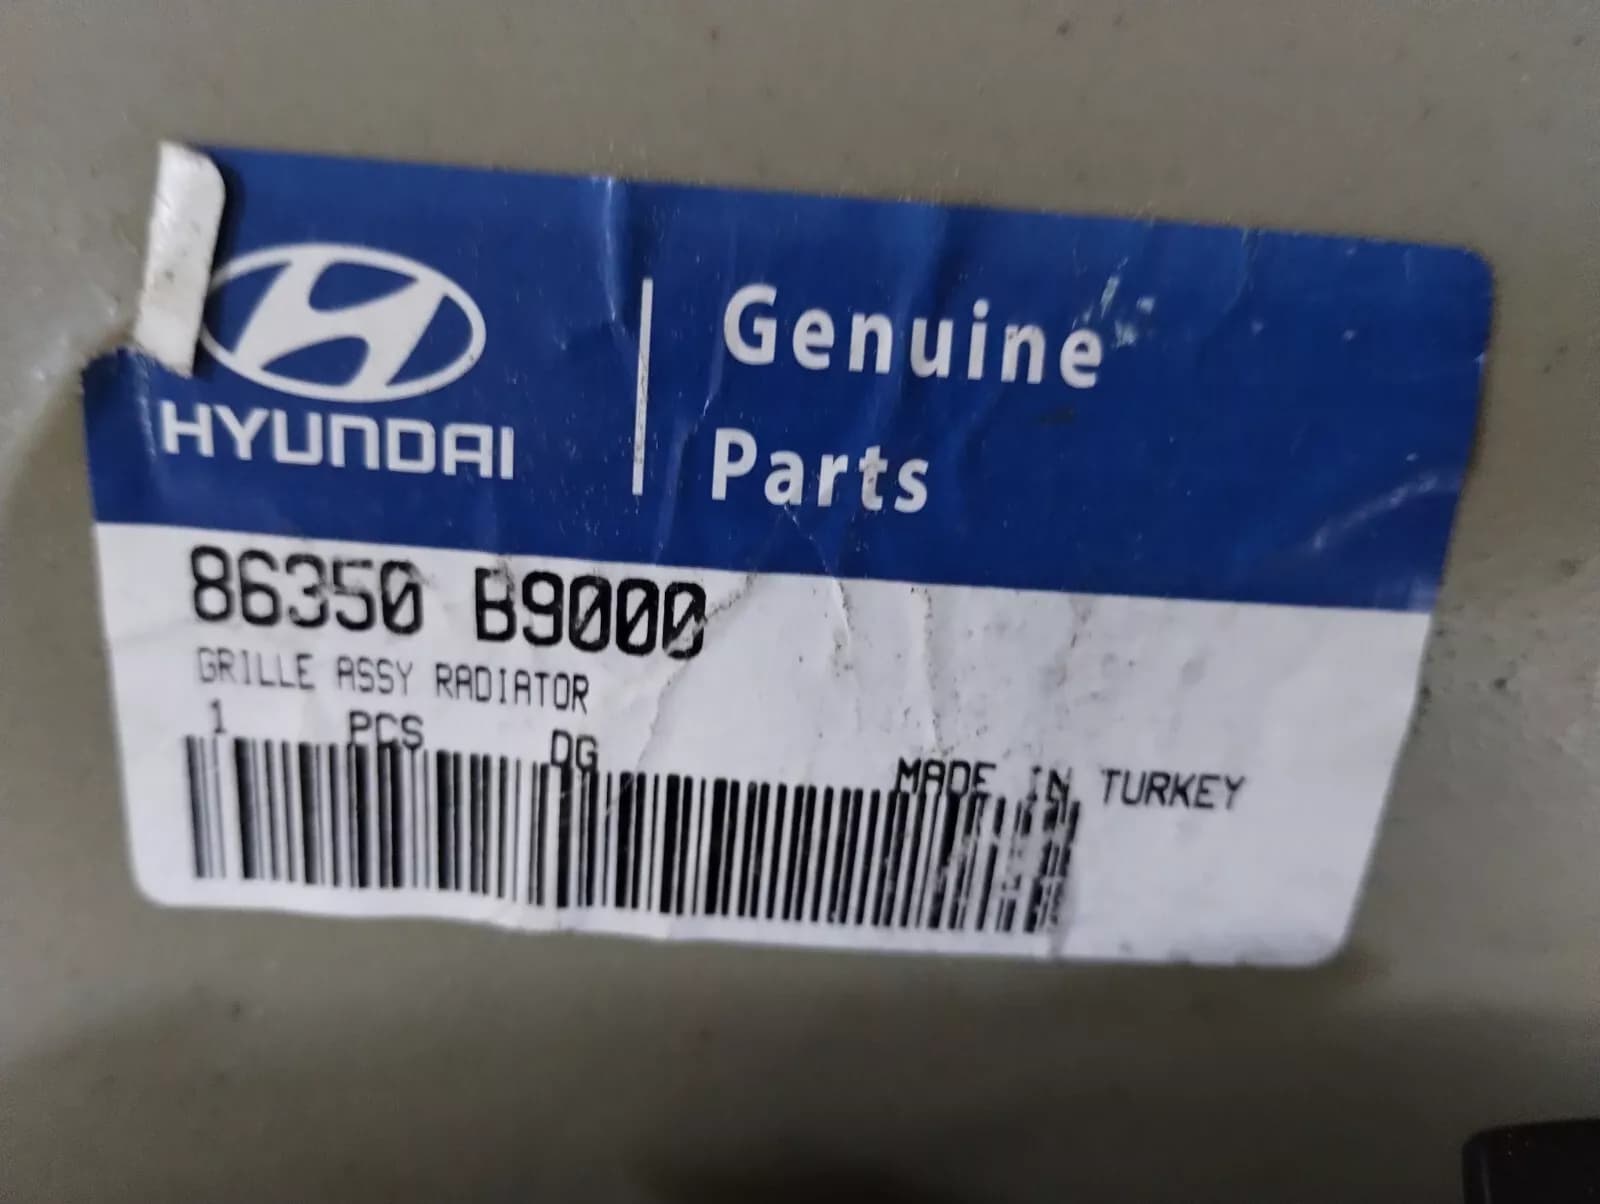 HYUNDAI
Genuine
Parts
86350 B9000
GRILLE ASSY RADIATOR
1 PCS DG
MADE IN TURKEY